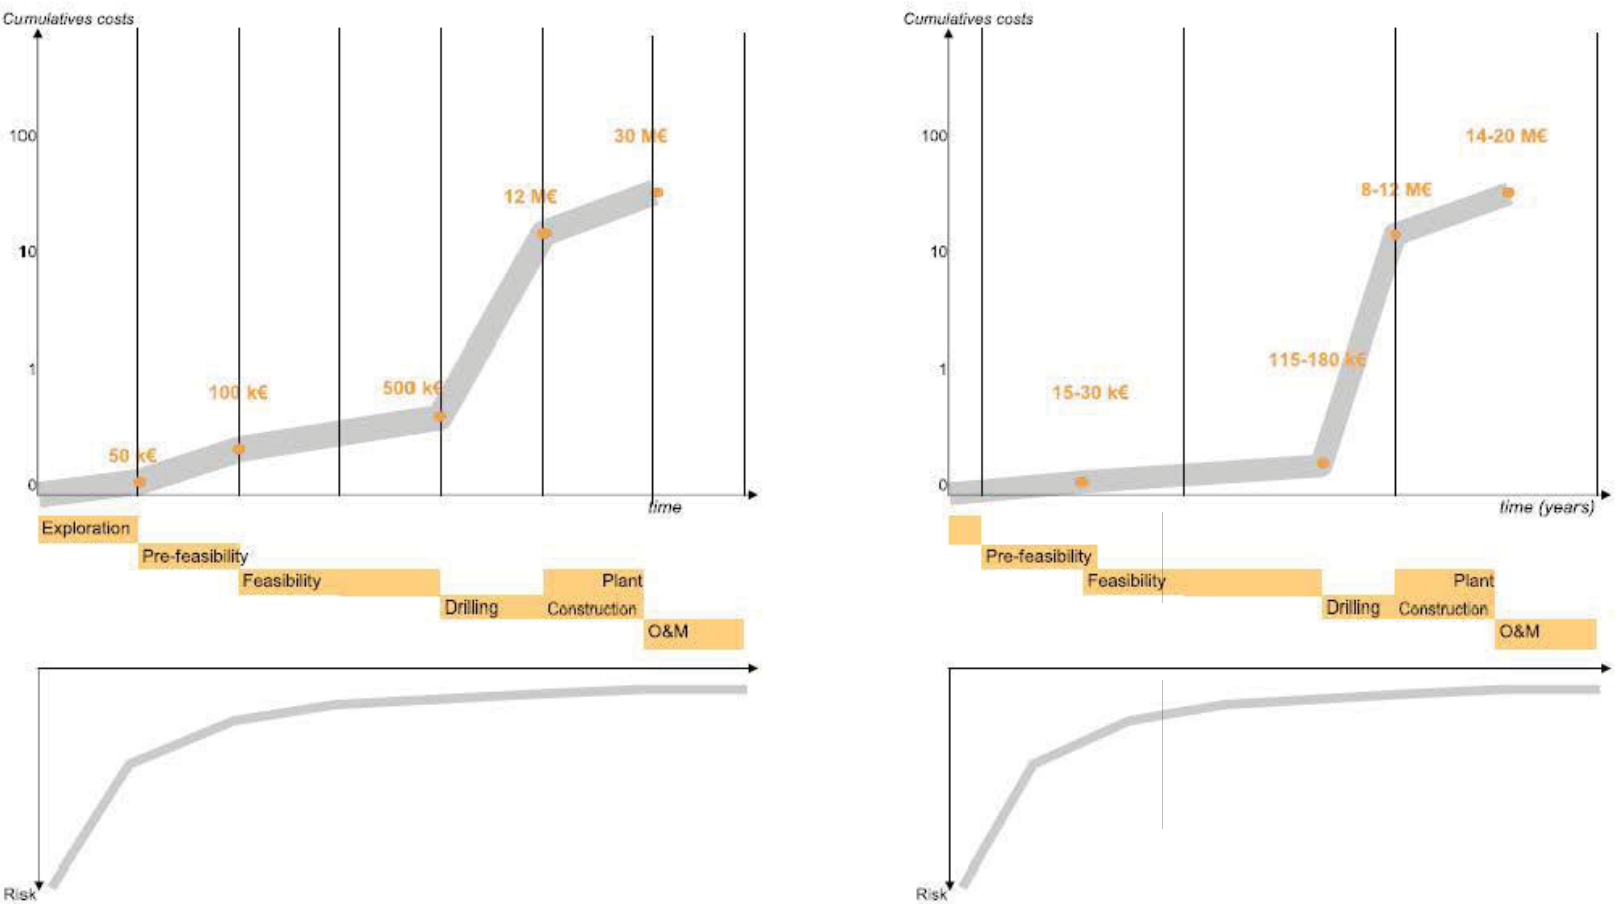 Cumulatives costs
100
10
1
0
50 k€
100 k€
500 k€
12 M€
30 M€
time
Exploration
Pre-feasibility
Feasibility
Drilling
Plant
Construction
O&M
Risk
Cumulatives costs
100
10
1
0
15-30 k€
115-180 k€
8-12 M€
14-20 M€
time (years)
Pre-feasibility
Feasibility
Drilling
Plant
Construction
O&M
Risk